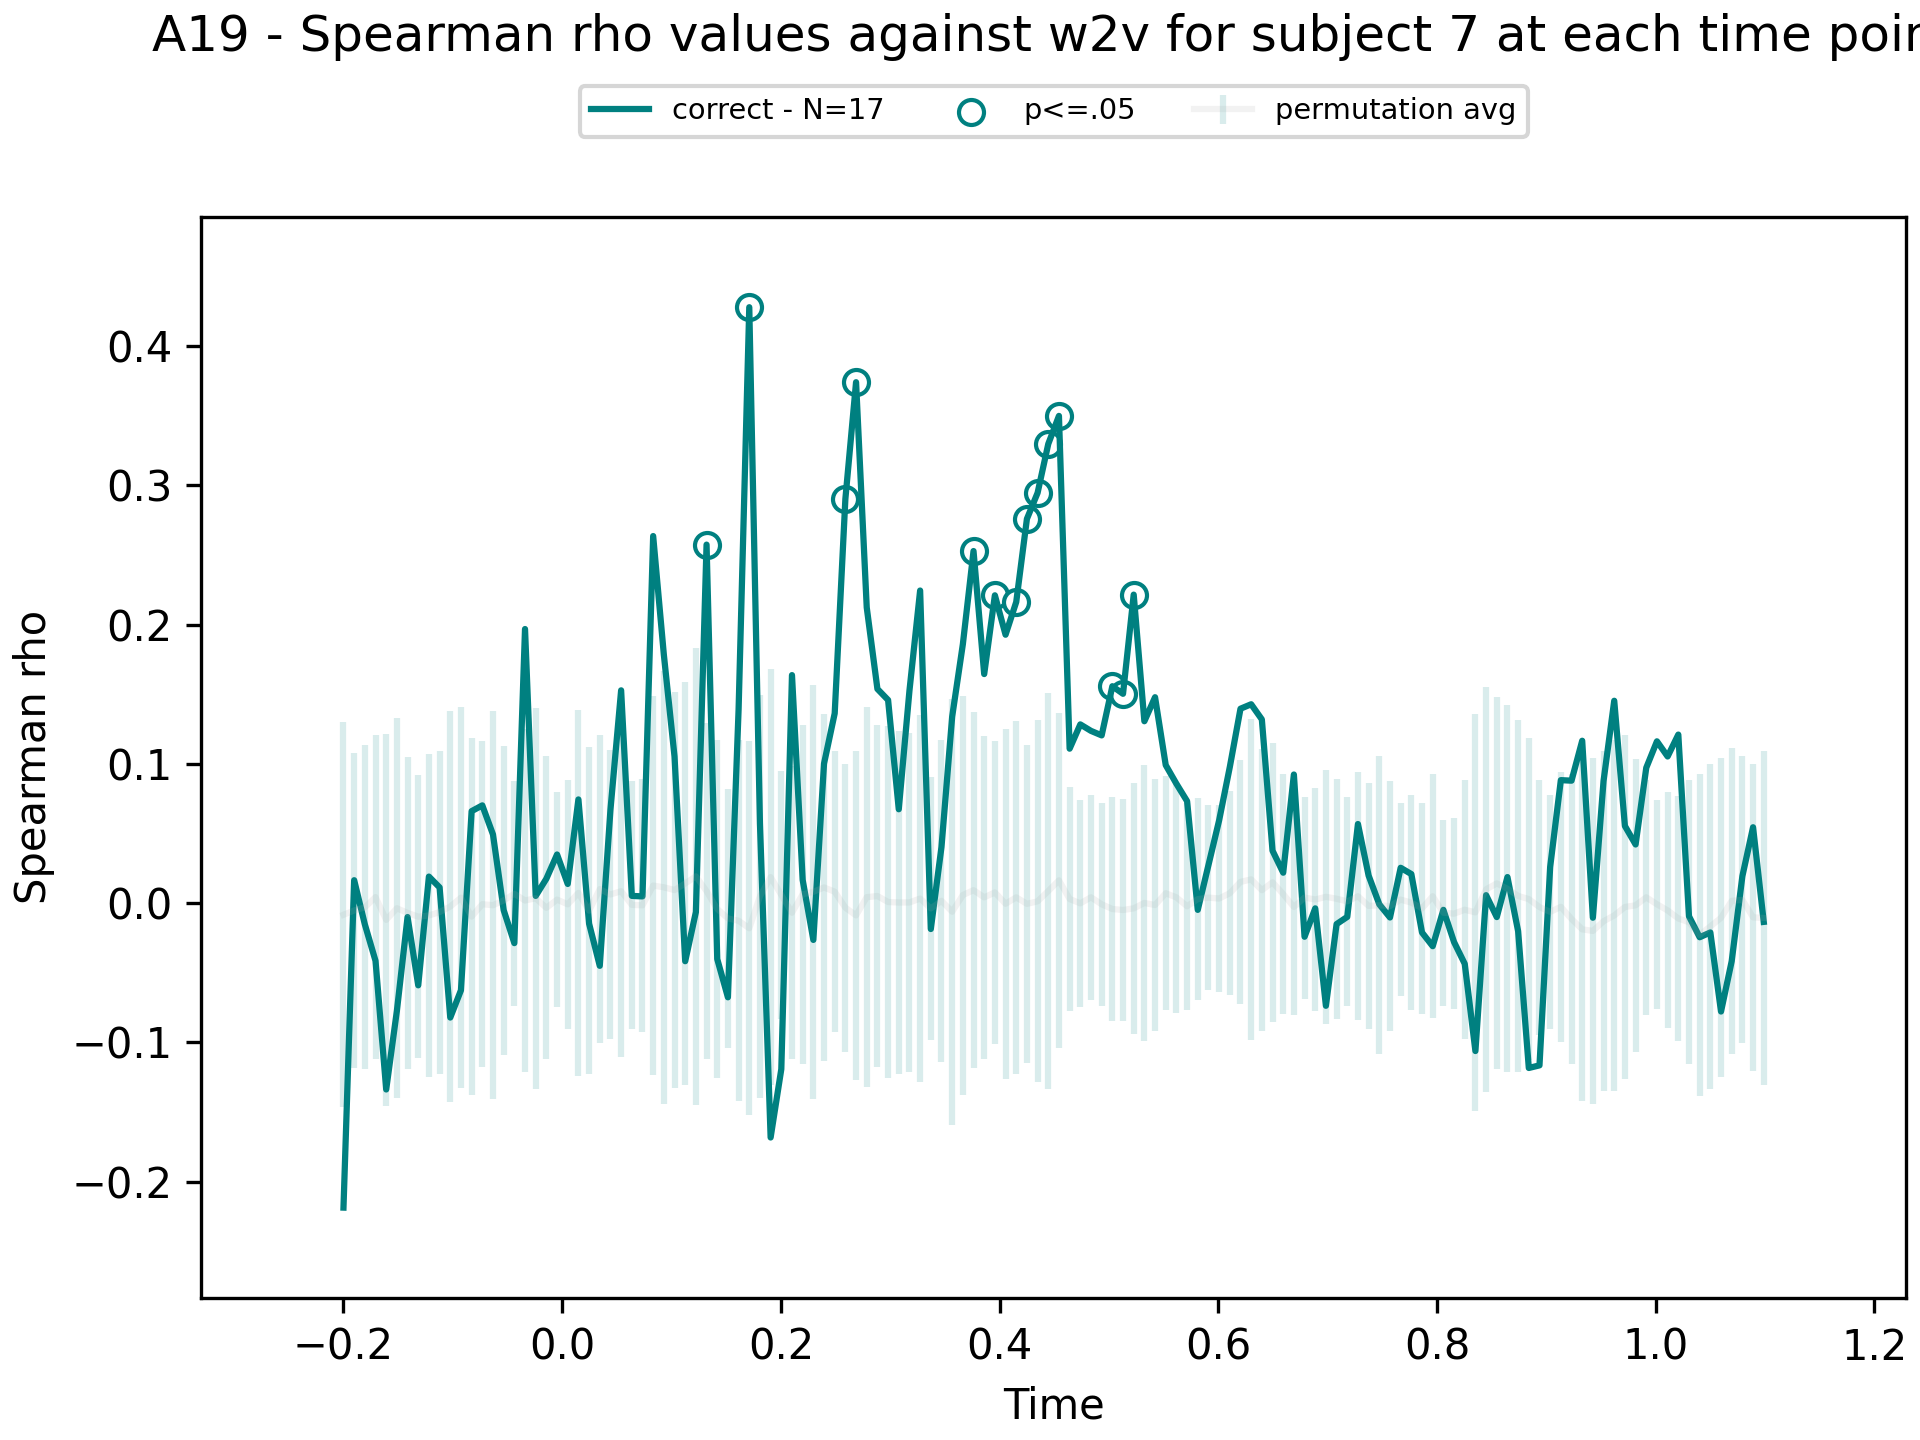 A19 - Spearman rho values against w2v for subject 7 at each time
correct - N=17 p<=.05 permutation avg
Spearman rho
0.4
0.3
0.2
0.1
0.0
−0.1
−0.2
−0.2 0.0 0.2 0.4 0.6 0.8 1.0 1.2
Time